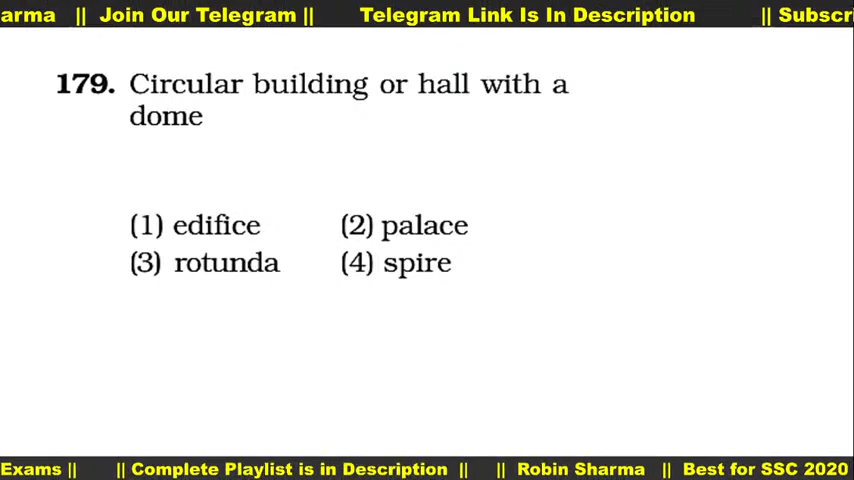 arma || Join Our Telegram || Telegram Link Is In Description || Subscr
179. Circular building or hall with a
dome
(1) edifice (2) palace
(3) rotunda (4) spire
Exams || || Complete Playlist is in Description || || Robin Sharma || Best for SSC 2020